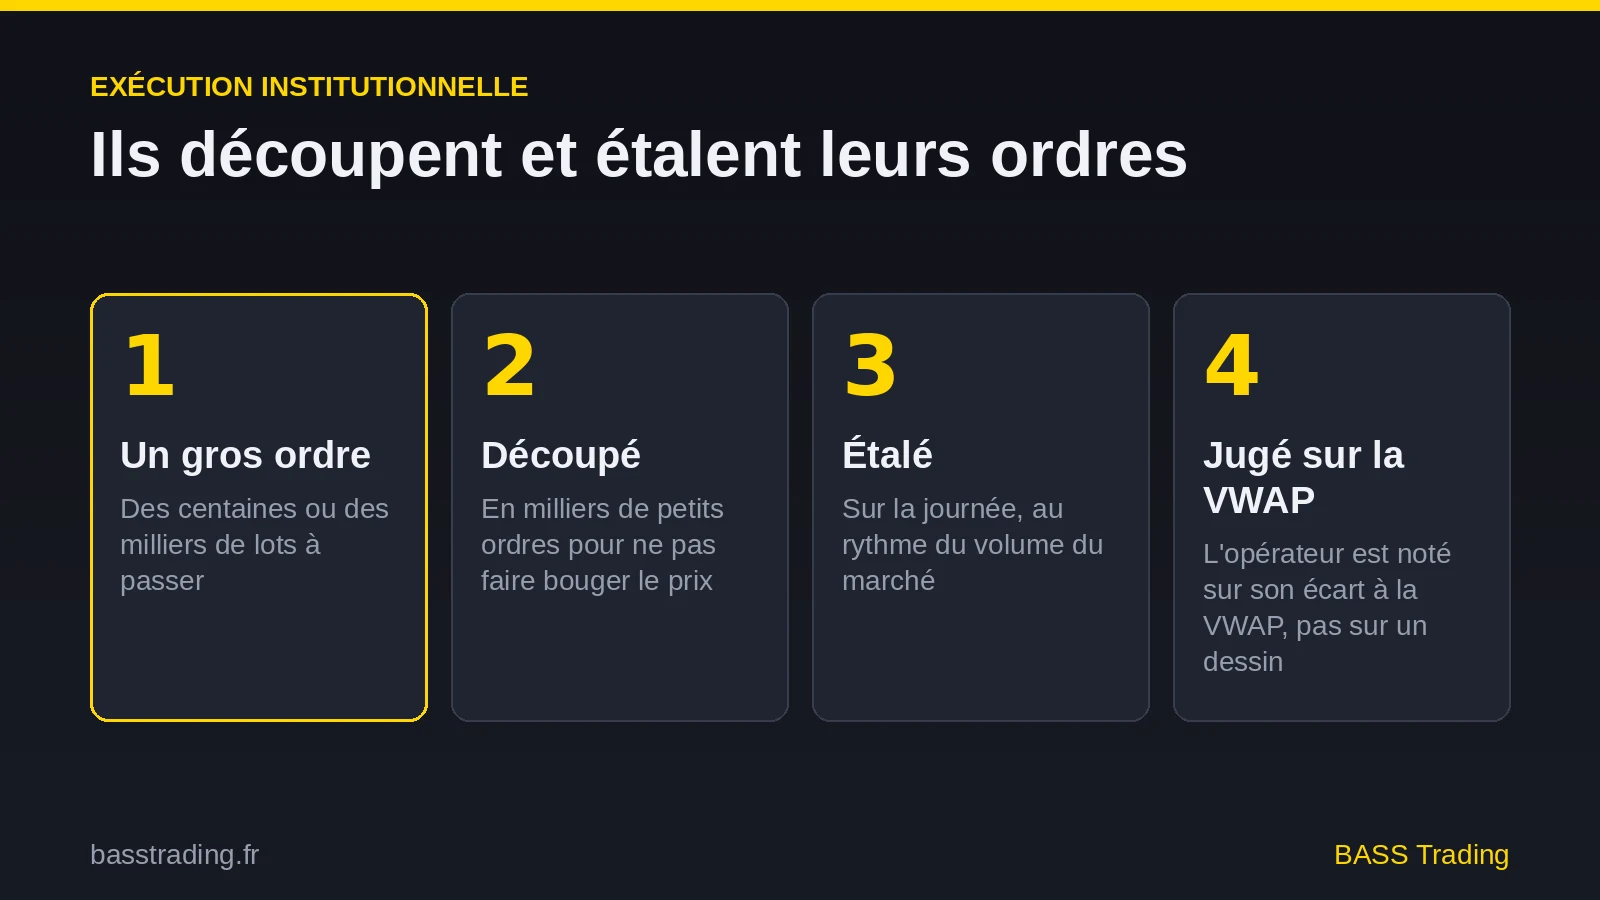 EXÉCUTION INSTITUTIONNELLE
Ils découpent et étalent leurs ordres
1
Un gros ordre
Des centaines ou des
milliers de lots à
passer
2
Découpé
En milliers de petits
ordres pour ne pas
faire bouger le prix
3
Étalé
Sur la journée, au
rythme du volume du
marché
4
Jugé sur la
VWAP
L'opérateur est noté
sur son écart à la
VWAP, pas sur un
dessin
basstrading.fr
BASS Trading